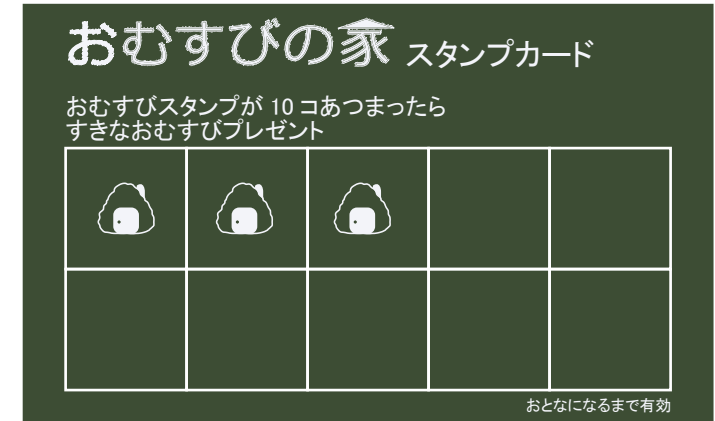 おむすびの家 スタンプカード
おむすびスタンプが 10 コあつまったら
すきなおむすびプレゼント
おとなになるまで有効